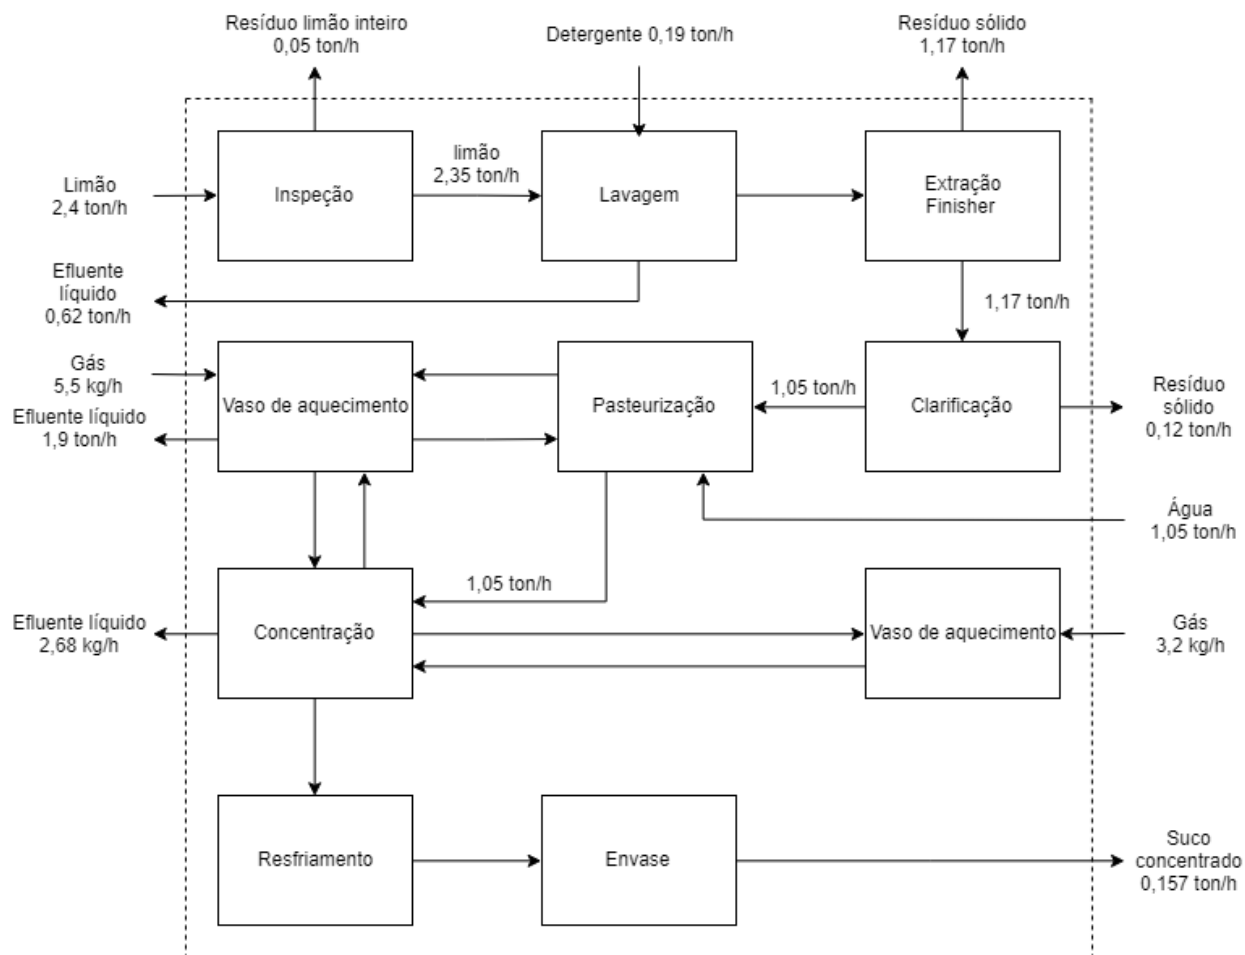 Resíduo limão inteiro
0,05 ton/h
Detergente 0,19 ton/h
Resíduo sólido
1,17 ton/h
Limão
2,4 ton/h
Inspeção
limão
2,35 ton/h
Lavagem
Extração
Finisher
Efluente
líquido
0,62 ton/h
1,17 ton/h
Gás
5,5 kg/h
Efluente líquido
1,9 ton/h
Vaso de aquecimento
Pasteurização
1,05 ton/h
Clarificação
Resíduo
sólido
0,12 ton/h
Água
1,05 ton/h
1,05 ton/h
Efluente líquido
2,68 kg/h
Concentração
Vaso de aquecimento
Gás
3,2 kg/h
Resfriamento
Envase
Suco
concentrado
0,157 ton/h